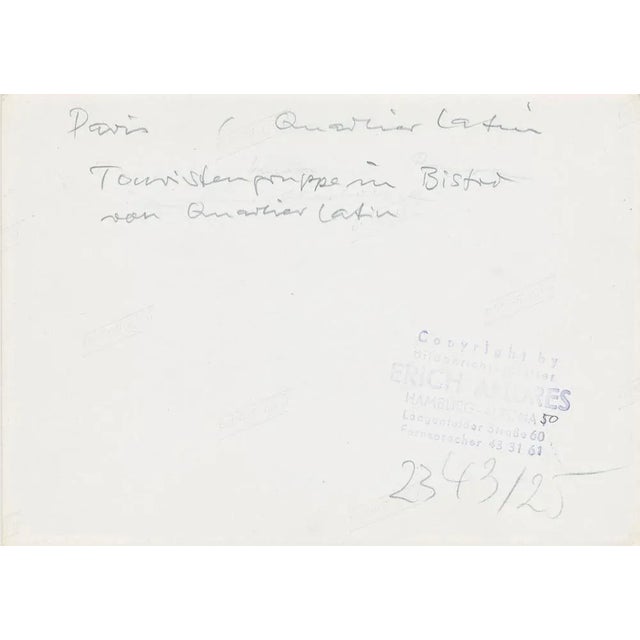 Paris / Quartier Latin
Touristengruppe in Bistro
von Quartier Latin
Copyright by
Bildberichterstatter
ERICH ANDRES
HAMBURG-ALTONA 50
Langenfelder Straße 60
Fernsprecher 43 31 61
2343/25